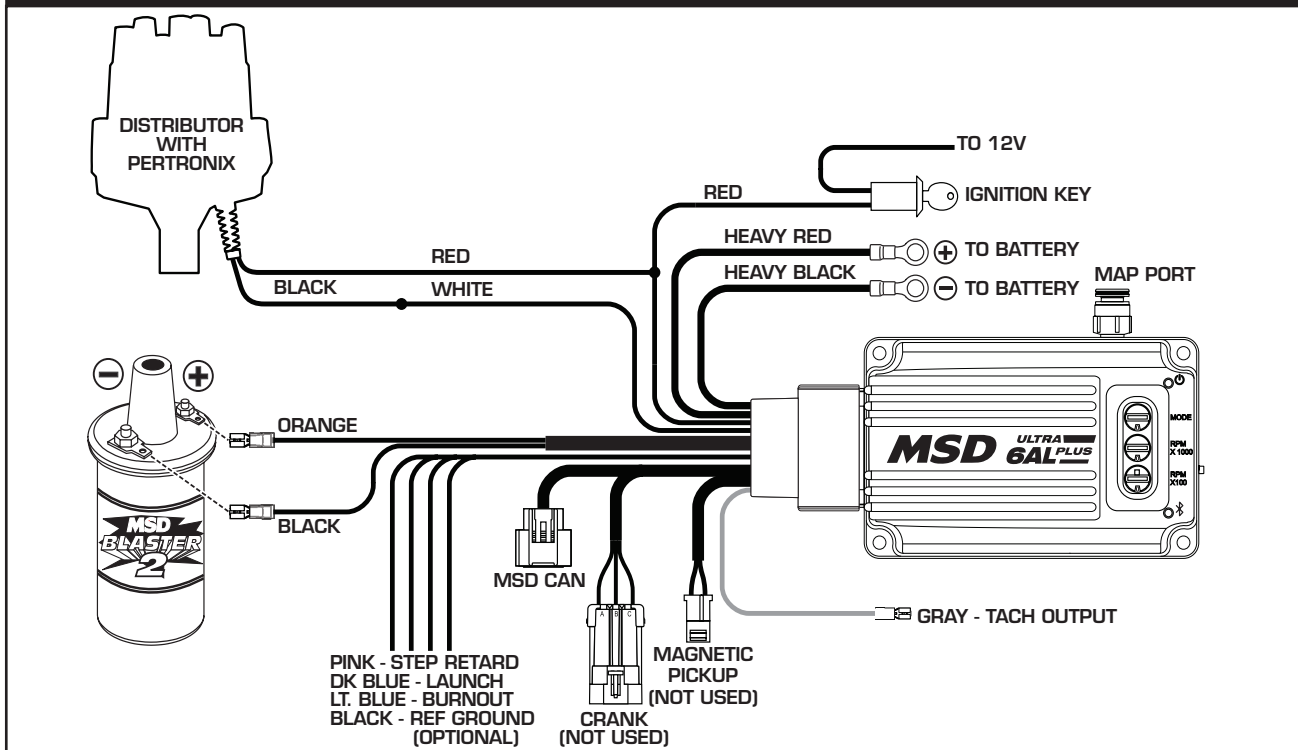 DISTRIBUTOR
WITH
PERTRONIX
TO 12V
RED
IGNITION KEY
HEAVY RED
+ TO BATTERY
RED
HEAVY BLACK
− TO BATTERY
MAP PORT
BLACK
WHITE
− +
ORANGE
BLACK
MSD
BLASTER
2
MSD ULTRA
6AL PLUS
MODE
RPM
X 1000
RPM
X100
MSD CAN
A B C
GRAY - TACH OUTPUT
PINK - STEP RETARD
DK BLUE - LAUNCH
LT. BLUE - BURNOUT
BLACK - REF GROUND
(OPTIONAL)
CRANK
(NOT USED)
MAGNETIC
PICKUP
(NOT USED)